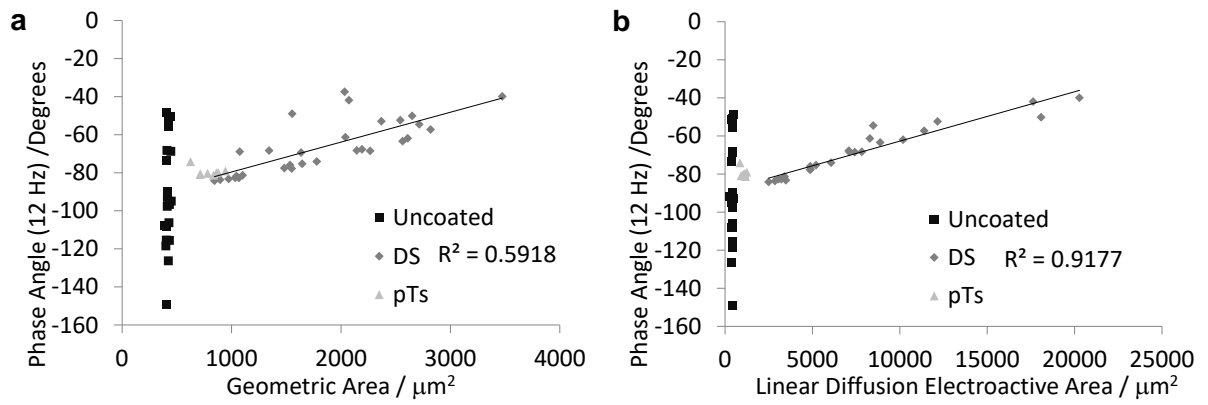 a
Phase Angle (12 Hz) /Degrees
0
-20
-40
-60
-80
-100
-120
-140
-160
Uncoated
DS R² = 0.5918
pTs
0 1000 2000 3000 4000
Geometric Area / μm²
b
Phase Angle (12 Hz) /Degrees
0
-20
-40
-60
-80
-100
-120
-140
-160
Uncoated
DS R² = 0.9177
pTs
0 5000 10000 15000 20000 25000
Linear Diffusion Electroactive Area / μm²